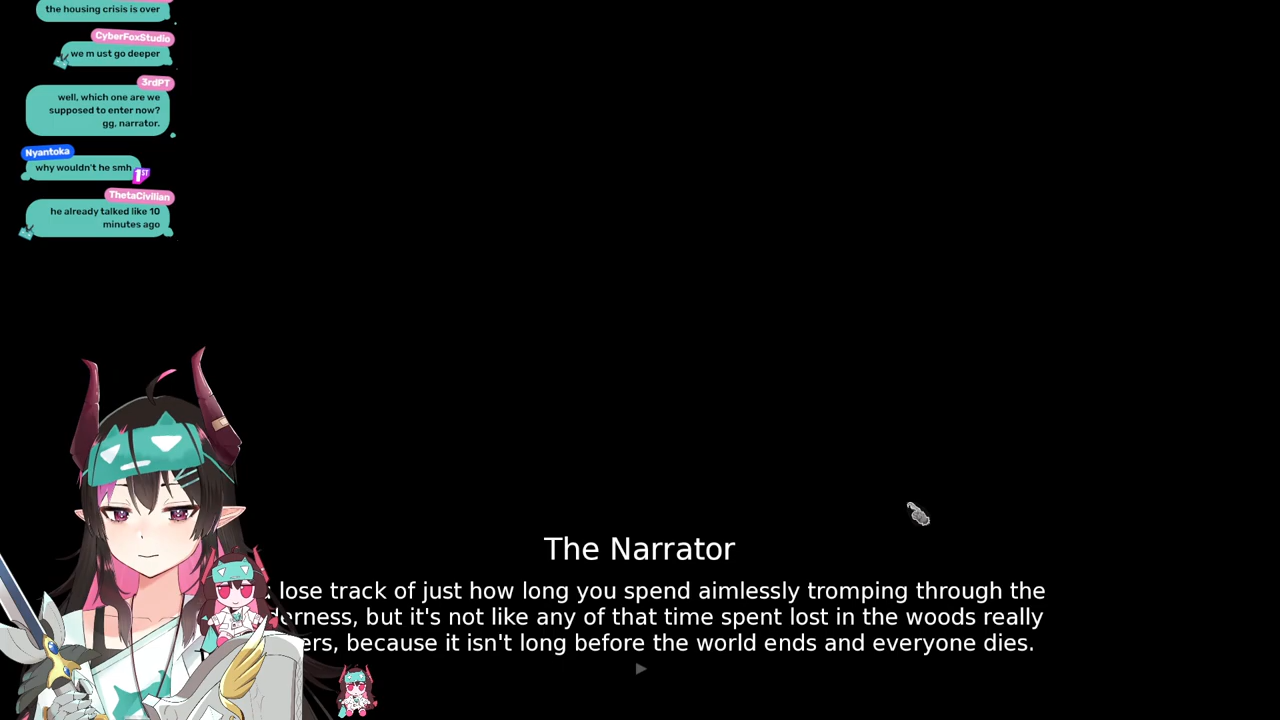 the housing crisis is over
CyberFoxStudio
we m ust go deeper
3rdPT
well, which one are we
supposed to enter now?
gg, narrator.
Nyantoka
why wouldn't he smh
1ST
ThetaCivilian
he already talked like 10
minutes ago
The Narrator
lose track of just how long you spend aimlessly tromping through the
erness, but it's not like any of that time spent lost in the woods really
ers, because it isn't long before the world ends and everyone dies.